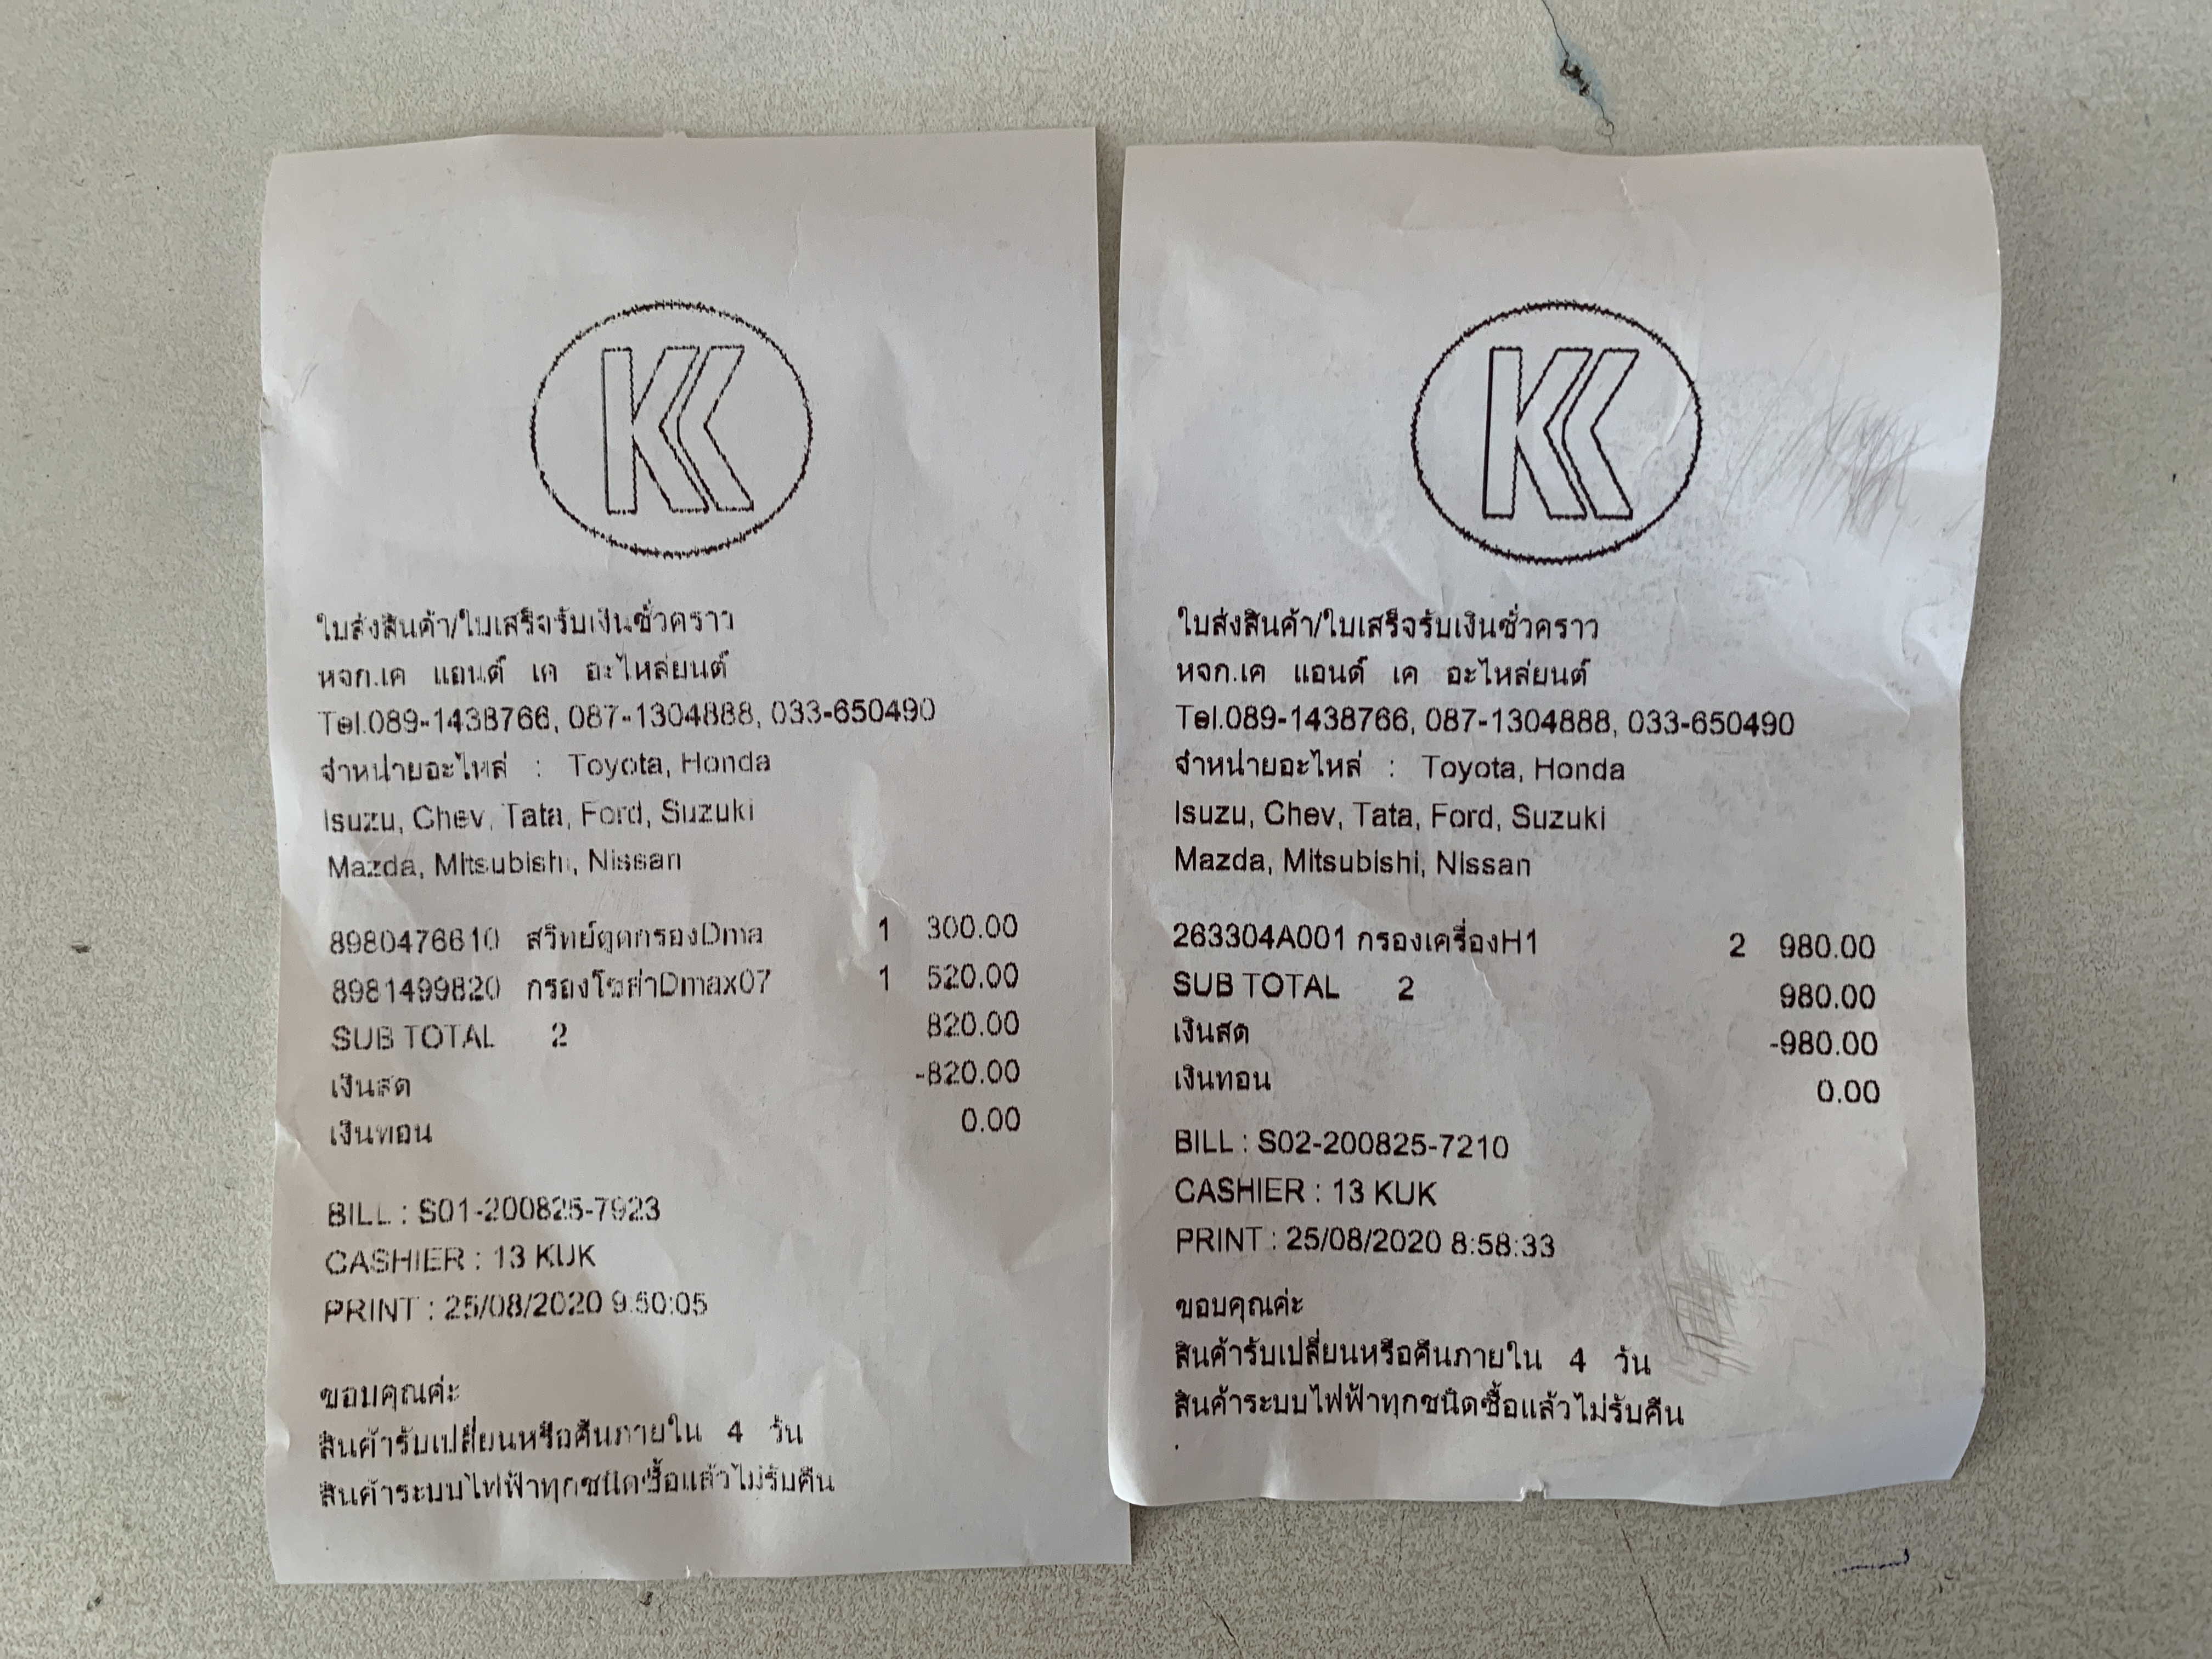 KK
ใบส่งสินค้า/ใบเสร็จรับเงินชั่วคราว
หจก.เค แอนด์ เค อะไหล่ยนต์
Tel.089-1438766, 087-1304888, 033-650490
จำหน่ายอะไหล่ : Toyota, Honda
Isuzu, Chev, Tata, Ford, Suzuki
Mazda, Mitsubishi, Nissan
8980476610 สวิทย์ดูดกรองDma 1 300.00
8981499820 กรองโซล่าDmax07 1 520.00
SUB TOTAL 2 820.00
เงินสด -820.00
เงินทอน 0.00
BILL : S01-200825-7923
CASHIER : 13 KUK
PRINT : 25/08/2020 9:50:05
ขอบคุณค่ะ
สินค้ารับเปลี่ยนหรือคืนภายใน 4 วัน
สินค้าระบบไฟฟ้าทุกชนิดซื้อแล้วไม่รับคืน
KK
ใบส่งสินค้า/ใบเสร็จรับเงินชั่วคราว
หจก.เค แอนด์ เค อะไหล่ยนต์
Tel.089-1438766, 087-1304888, 033-650490
จำหน่ายอะไหล่ : Toyota, Honda
Isuzu, Chev, Tata, Ford, Suzuki
Mazda, Mitsubishi, Nissan
263304A001 กรองเครื่องH1 2 980.00
SUB TOTAL 2 980.00
เงินสด -980.00
เงินทอน 0.00
BILL : S02-200825-7210
CASHIER : 13 KUK
PRINT : 25/08/2020 8:58:33
ขอบคุณค่ะ
สินค้ารับเปลี่ยนหรือคืนภายใน 4 วัน
สินค้าระบบไฟฟ้าทุกชนิดซื้อแล้วไม่รับคืน
.